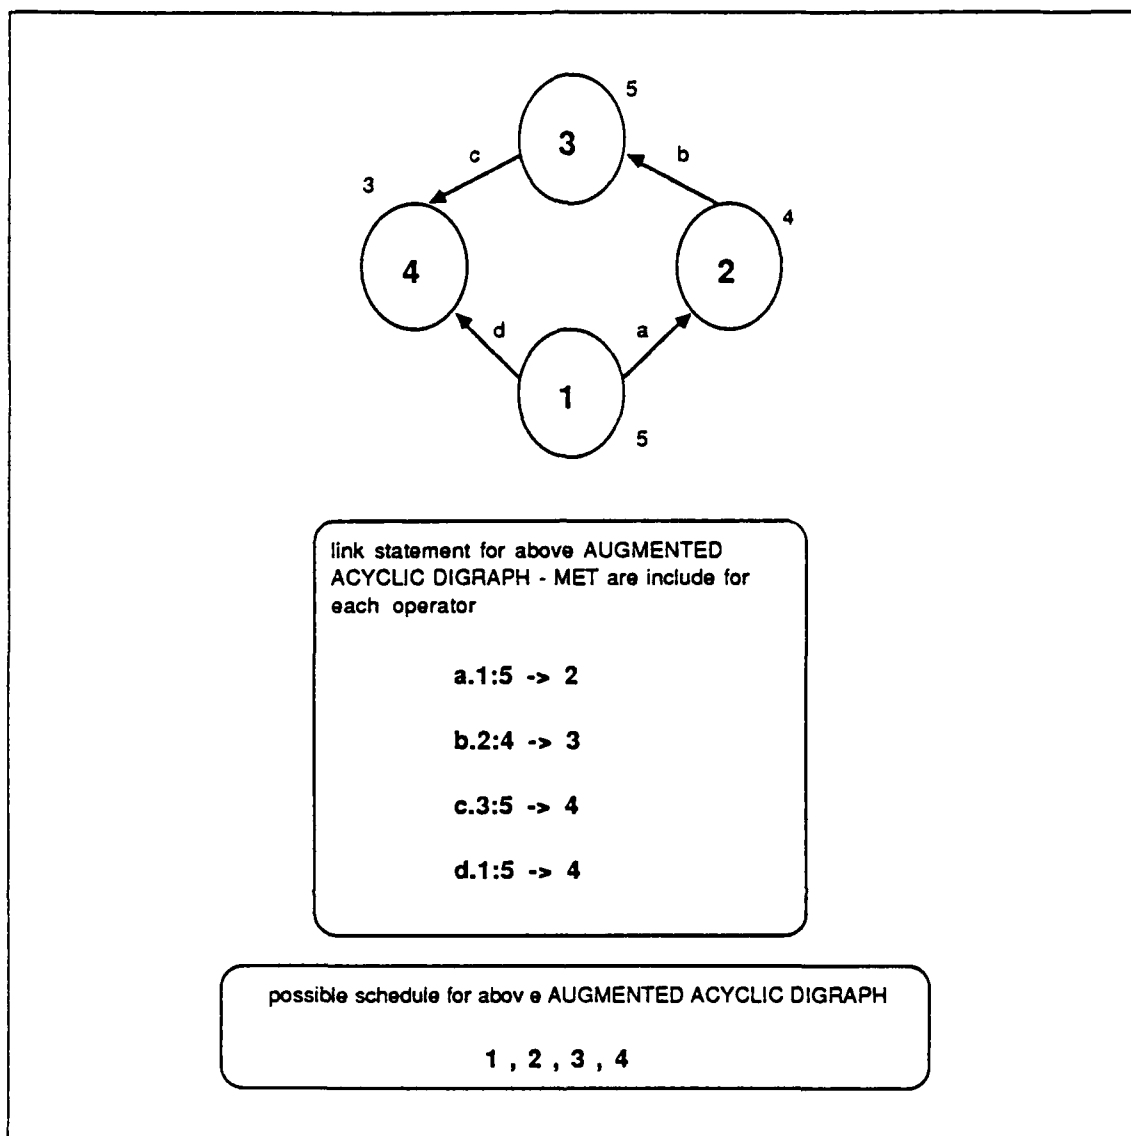 5
3
c
b
3
4
4
2
d
a
1
5
link statement for above AUGMENTED
ACYCLIC DIGRAPH - MET are include for
each operator
a.1:5 -> 2
b.2:4 -> 3
c.3:5 -> 4
d.1:5 -> 4
possible schedule for abov e AUGMENTED ACYCLIC DIGRAPH
1 , 2 , 3 , 4